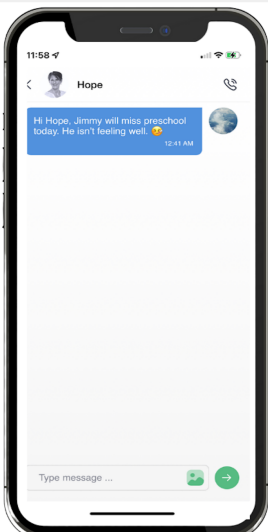 11:58
Hope
Hi Hope, Jimmy will miss preschool
today. He isn't feeling well. 🤒
12:41 AM
Type message ...